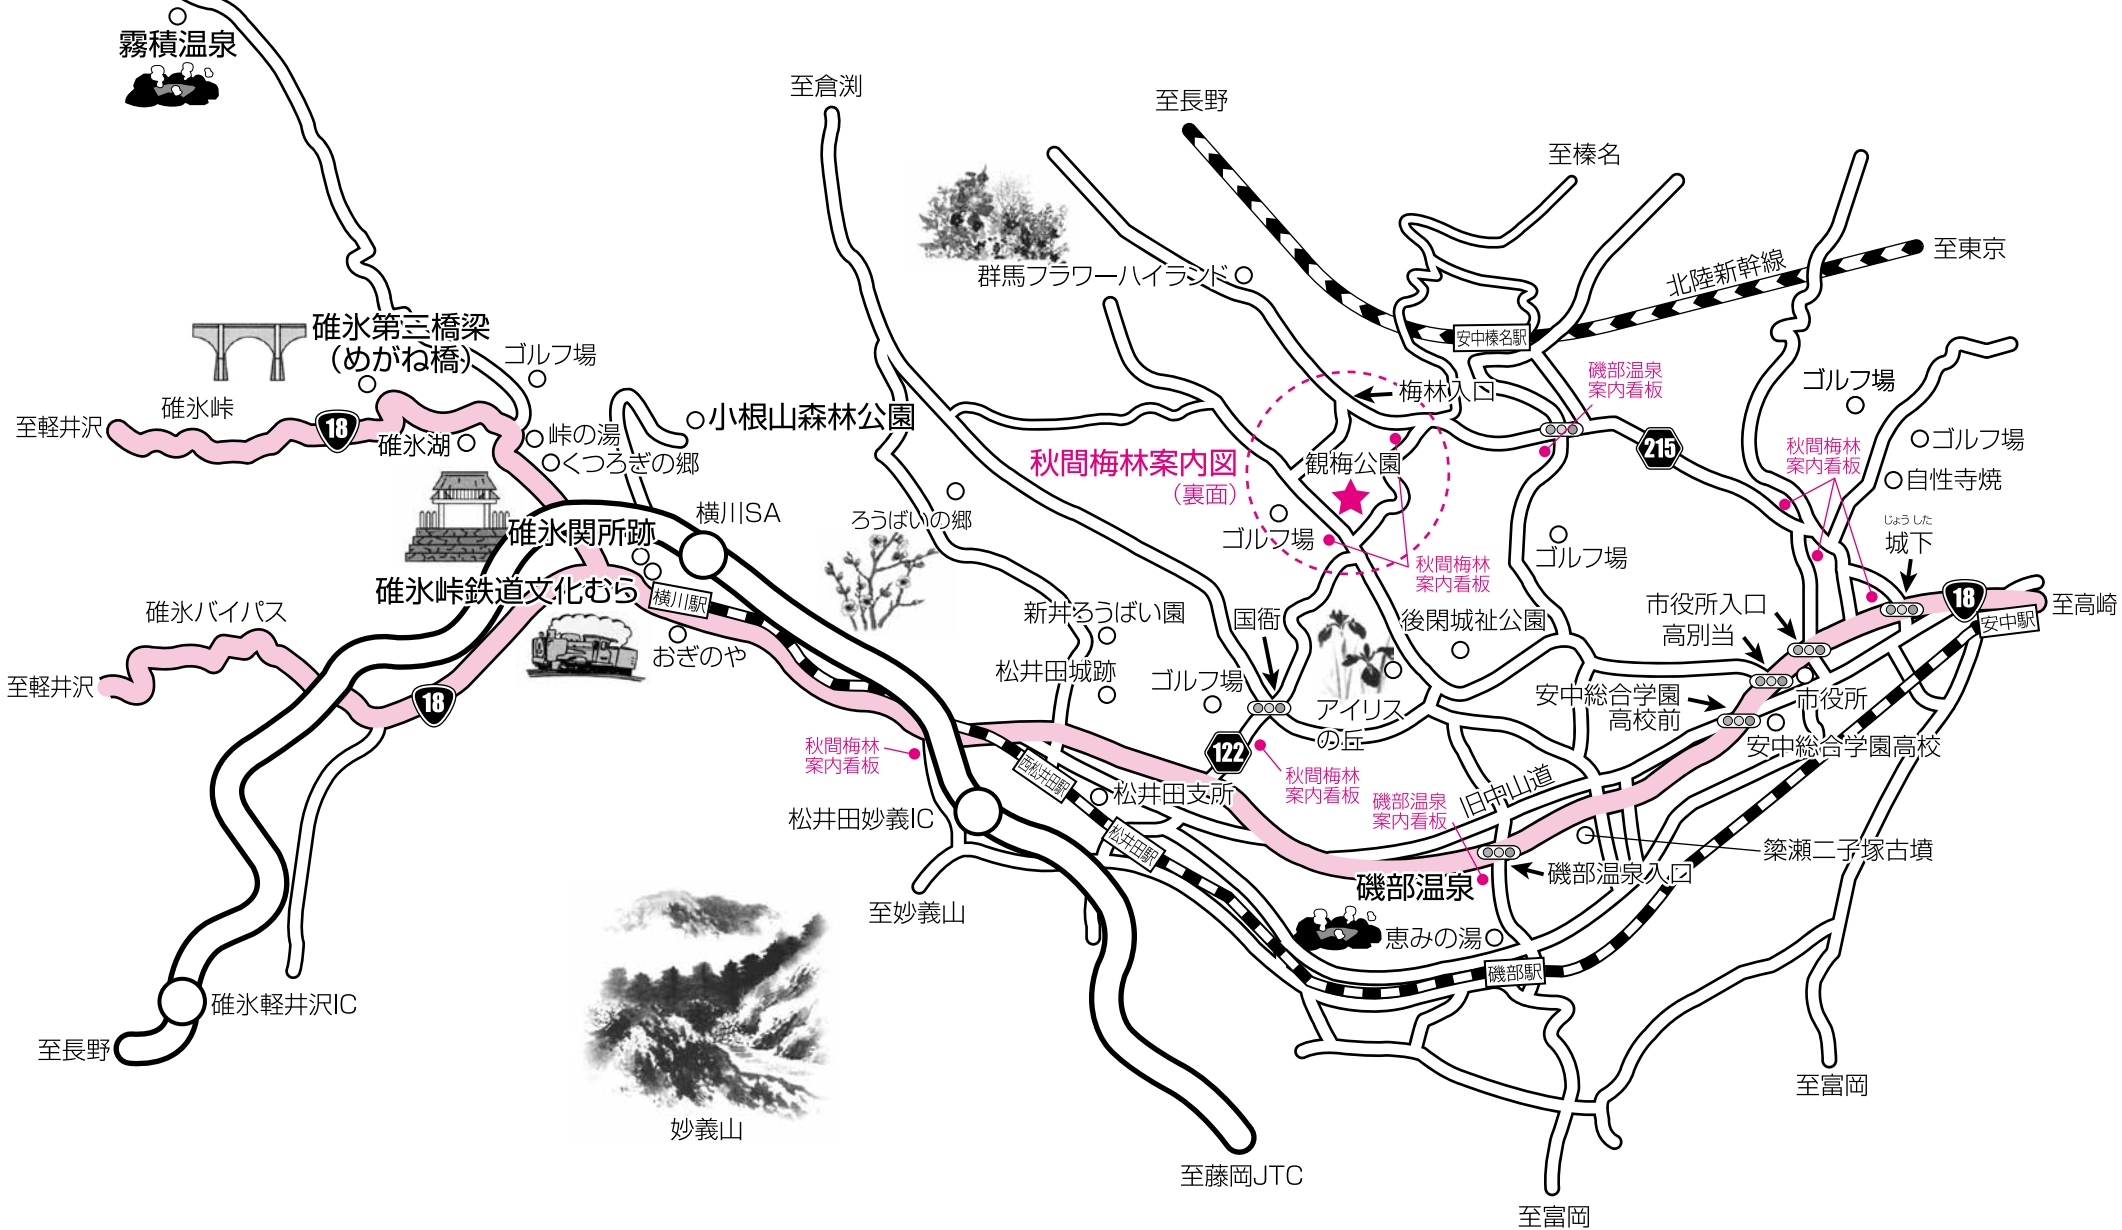 霧積温泉
至倉渕
至長野
至榛名
至東京
北陸新幹線
群馬フラワーハイランド
安中榛名駅
碓氷第三橋梁
（めがね橋）
ゴルフ場
碓氷峠
至軽井沢
18
碓氷湖
峠の湯
くつろぎの郷
小根山森林公園
横川SA
梅林入口
磯部温泉
案内看板
ゴルフ場
215
秋間梅林
案内看板
ゴルフ場
自性寺焼
秋間梅林案内図
（裏面）
観梅公園
ゴルフ場
秋間梅林
案内看板
ゴルフ場
じょうした
城下
18
至高崎
安中駅
碓氷関所跡
碓氷峠鉄道文化むら
横川駅
おぎのや
碓氷バイパス
至軽井沢
18
ろうばいの郷
新井ろうばい園
松井田城跡
国衙
ゴルフ場
後閑城祉公園
市役所入口
高別当
安中総合学園
高校前
市役所
安中総合学園高校
アイリス
の丘
122
秋間梅林
案内看板
秋間梅林
案内看板
西松井田駅
松井田支所
松井田妙義IC
松井田駅
磯部温泉
案内看板
旧中山道
簗瀬二子塚古墳
磯部温泉入口
磯部温泉
恵みの湯
磯部駅
至妙義山
碓氷軽井沢IC
至長野
妙義山
至藤岡JTC
至富岡
至富岡